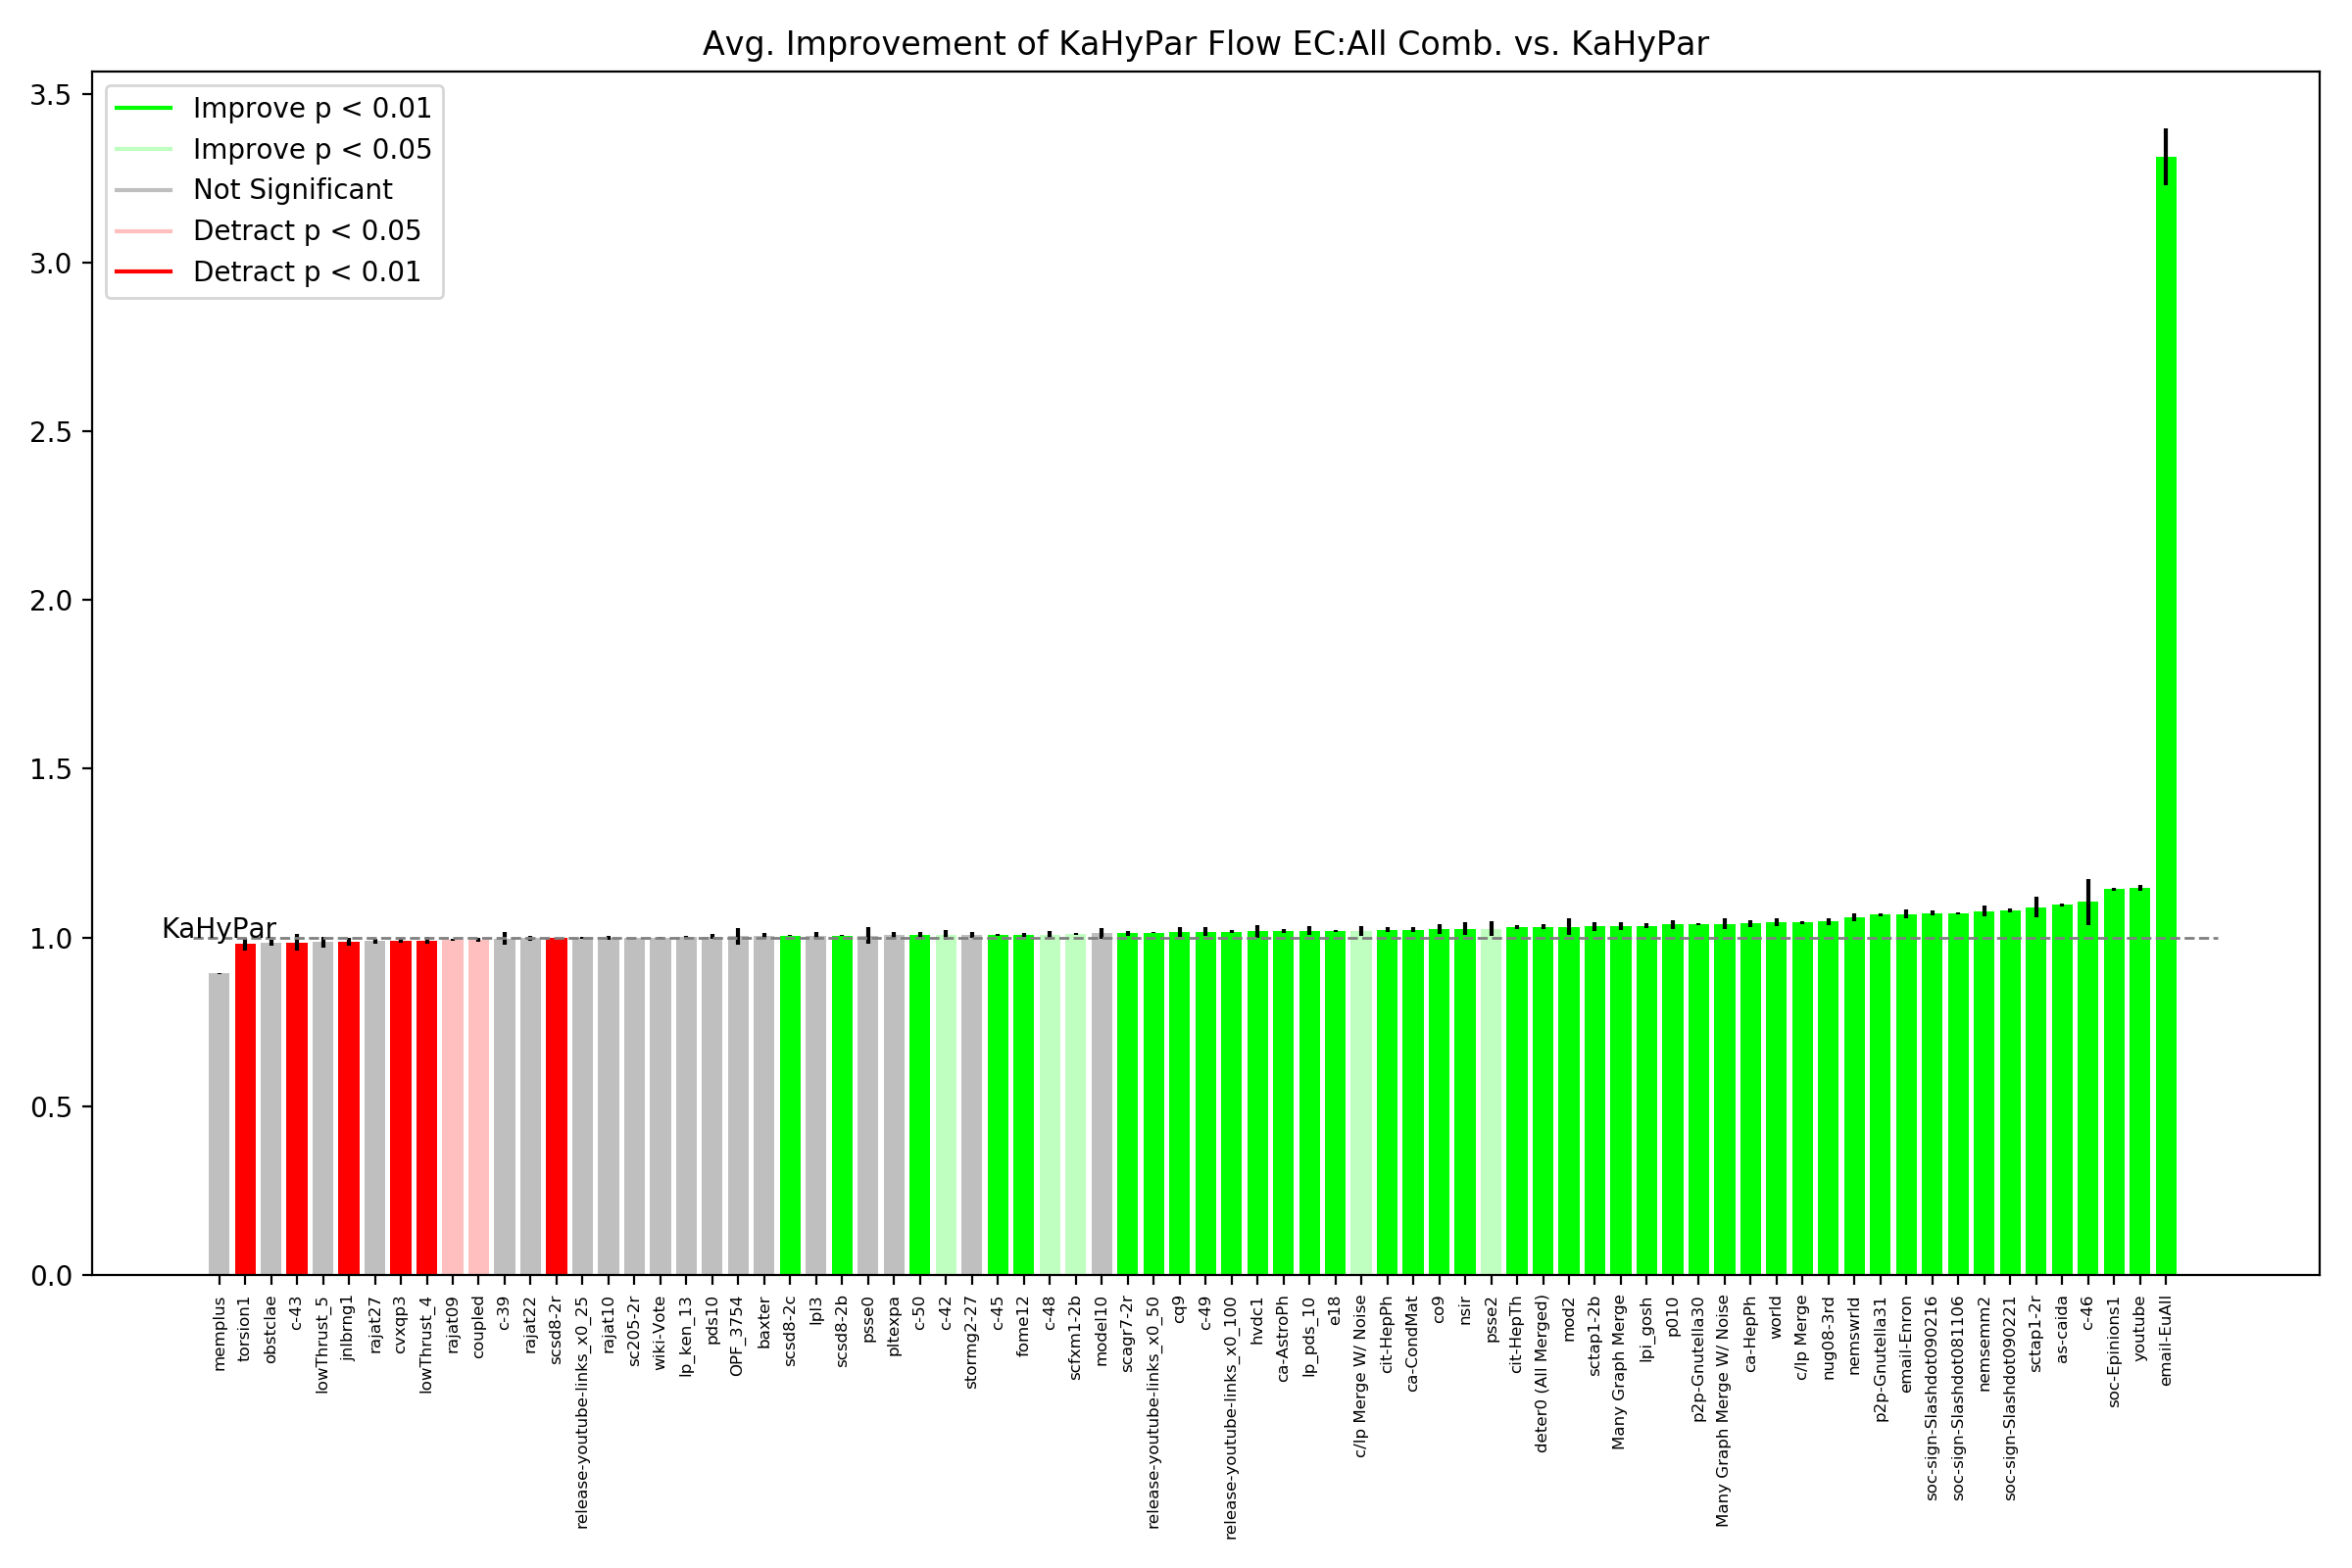 Avg. Improvement of KaHyPar Flow EC:All Comb. vs. KaHyPar
3.5
3.0
2.5
2.0
1.5
1.0
0.5
0.0
Improve p < 0.01
Improve p < 0.05
Not Significant
Detract p < 0.05
Detract p < 0.01
KaHyPar
memplus
torsion1
obstclae
c-43
lowThrust_5
jnlbrng1
rajat27
cvxqp3
lowThrust_4
rajat09
coupled
c-39
rajat22
scsd8-2r
release-youtube-links_x0_25
rajat10
sc205-2r
wiki-Vote
lp_ken_13
pds10
OPF_3754
baxter
scsd8-2c
lpl3
scsd8-2b
psse0
pltexpa
c-50
c-42
stormg2-27
c-45
fome12
c-48
scfxm1-2b
model10
scagr7-2r
release-youtube-links_x0_50
cq9
c-49
release-youtube-links_x0_100
hvdc1
ca-AstroPh
lp_pds_10
e18
c/lp Merge W/ Noise
cit-HepPh
ca-CondMat
co9
nsir
psse2
cit-HepTh
deter0 (All Merged)
mod2
sctap1-2b
Many Graph Merge
lpi_gosh
p010
p2p-Gnutella30
Many Graph Merge W/ Noise
ca-HepPh
world
c/lp Merge
nug08-3rd
nemswrld
p2p-Gnutella31
email-Enron
soc-sign-Slashdot090216
soc-sign-Slashdot081106
nemsemm2
soc-sign-Slashdot090221
sctap1-2r
as-caida
c-46
soc-Epinions1
youtube
email-EuAll